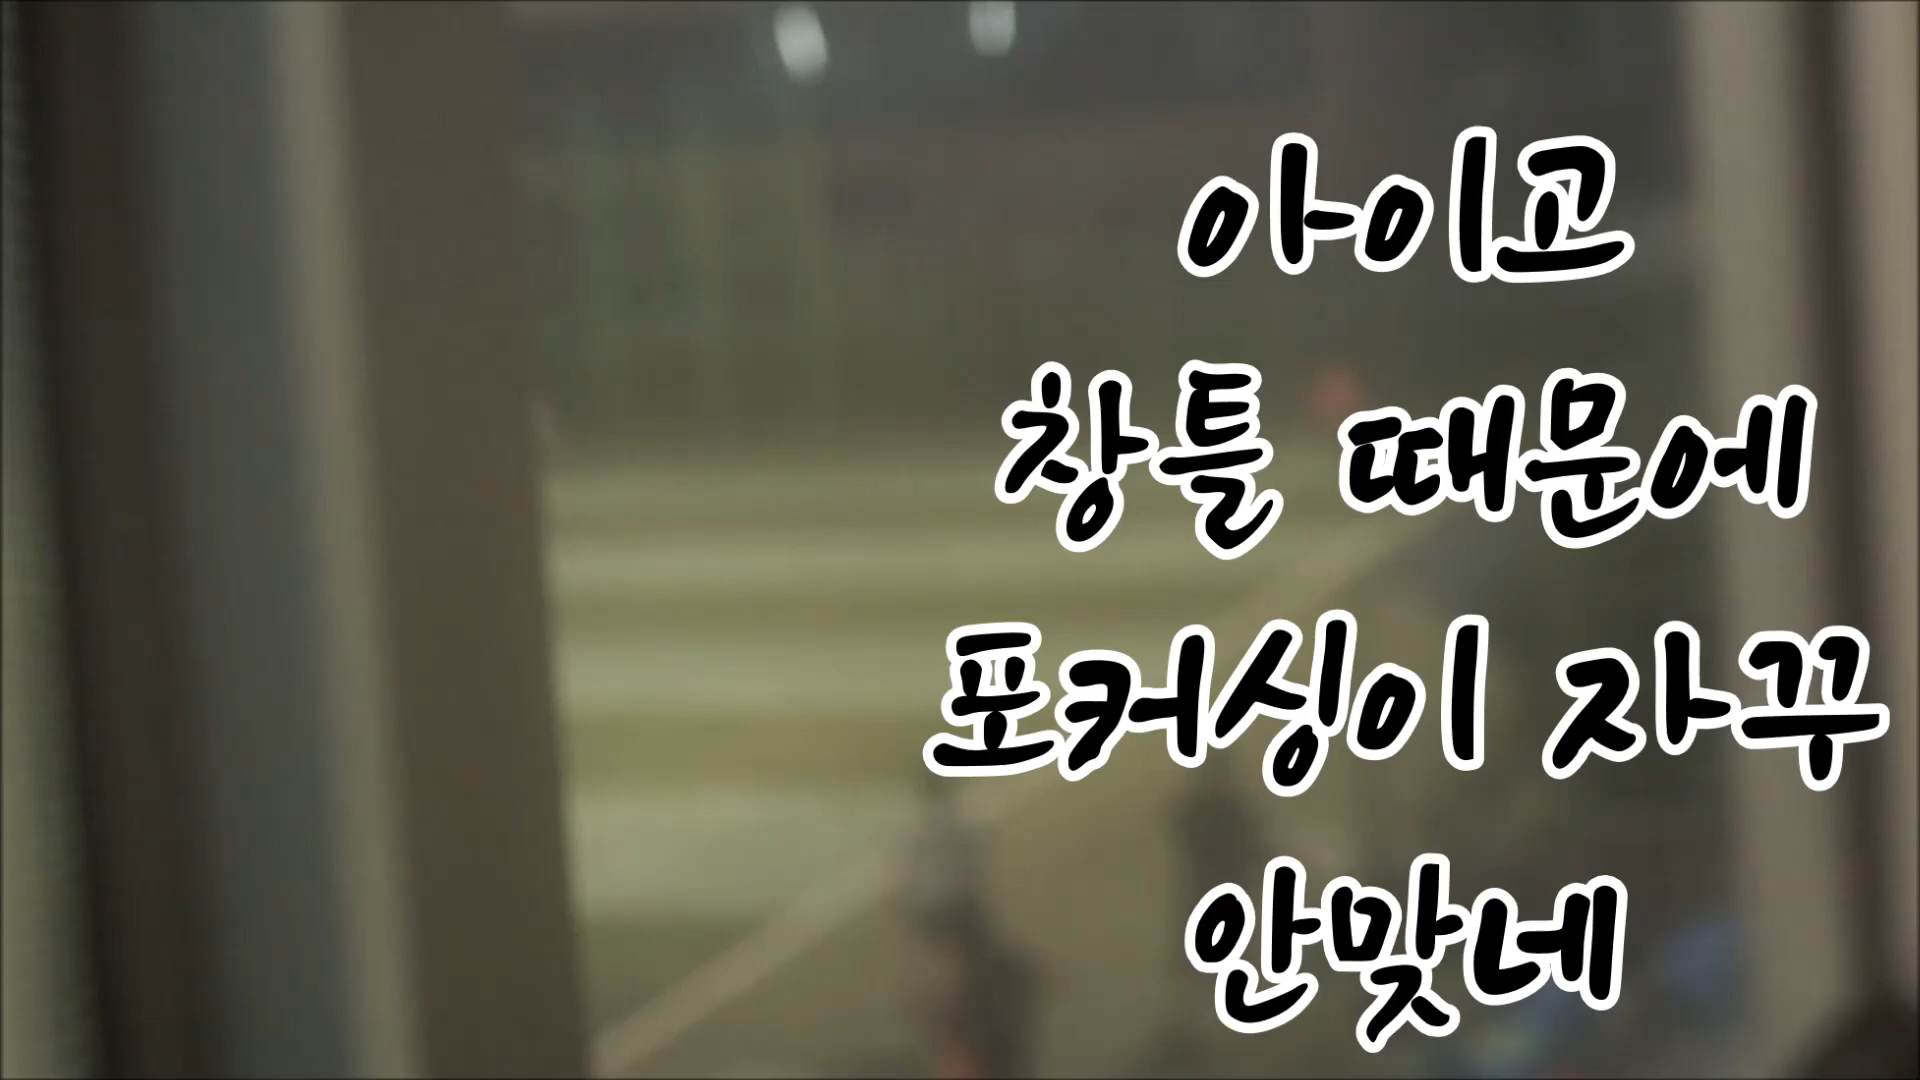 아이고
창틀 때문에
포커싱이 자꾸
안맞네